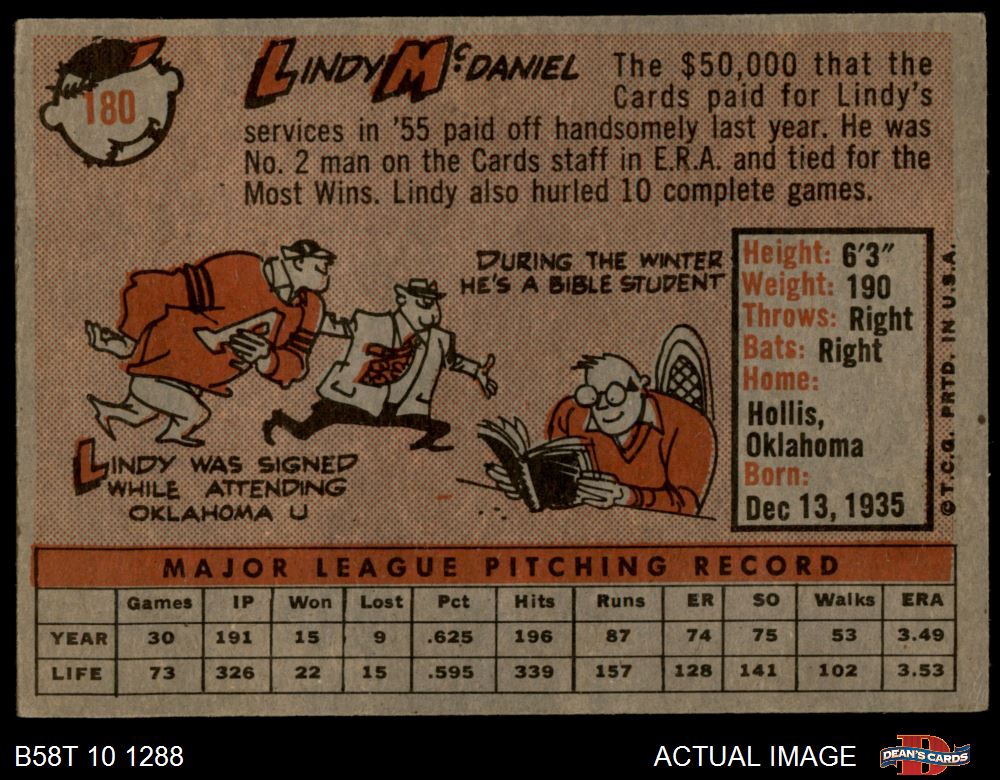 180
LINDY McDANIEL
The $50,000 that the
Cards paid for Lindy's
services in '55 paid off handsomely last year. He was
No. 2 man on the Cards staff in E.R.A. and tied for the
Most Wins. Lindy also hurled 10 complete games.
DURING THE WINTER
HE'S A BIBLE STUDENT
LINDY WAS SIGNED
WHILE ATTENDING
OKLAHOMA U
Height: 6'3"
Weight: 190
Throws: Right
Bats: Right
Home:
Hollis,
Oklahoma
Born:
Dec 13, 1935
©T.C.G. PRTD. IN U.S.A.
MAJOR LEAGUE PITCHING RECORD
Games IP Won Lost Pct Hits Runs ER SO Walks ERA
YEAR 30 191 15 9 .625 196 87 74 75 53 3.49
LIFE 73 326 22 15 .595 339 157 128 141 102 3.53
B58T 10 1288
ACTUAL IMAGE
DEAN'S CARDS